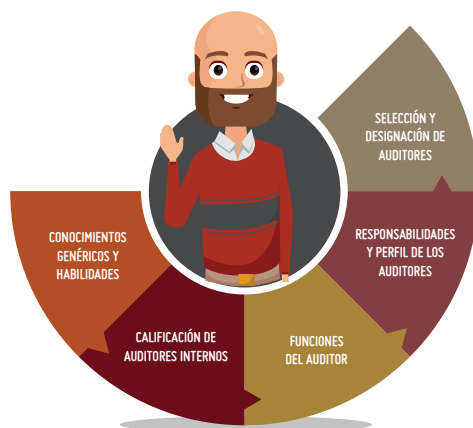 SELECCIÓN Y
DESIGNACIÓN DE
AUDITORES
RESPONSABILIDADES
Y PERFIL DE LOS
AUDITORES
FUNCIONES
DEL AUDITOR
CALIFICACIÓN DE
AUDITORES INTERNOS
CONOCIMIENTOS
GENÉRICOS Y
HABILIDADES